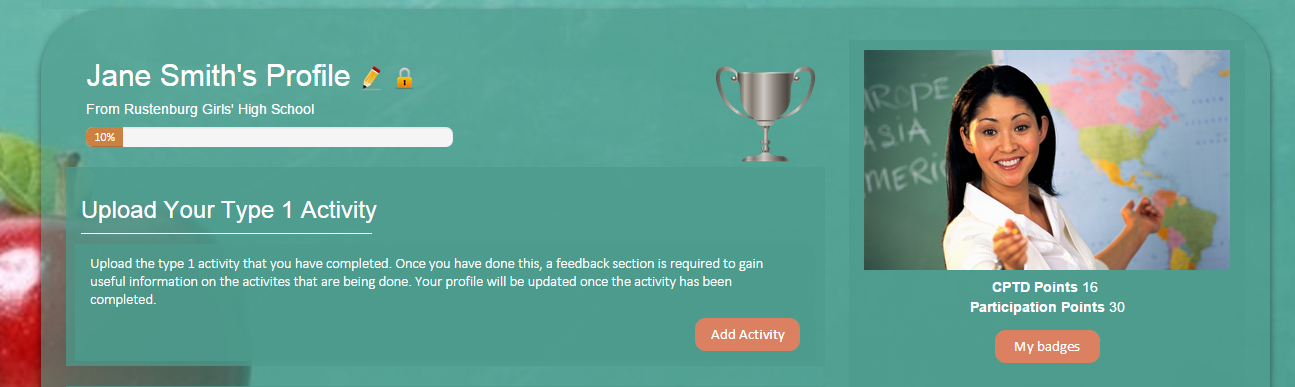 Jane Smith's Profile
From Rustenburg Girls' High School
10%
Upload Your Type 1 Activity
Upload the type 1 activity that you have completed. Once you have done this, a feedback section is required to gain
useful information on the activites that are being done. Your profile will be updated once the activity has been
completed.
Add Activity
ROPE
ASIA
MERI
CPTD Points 16
Participation Points 30
My badges